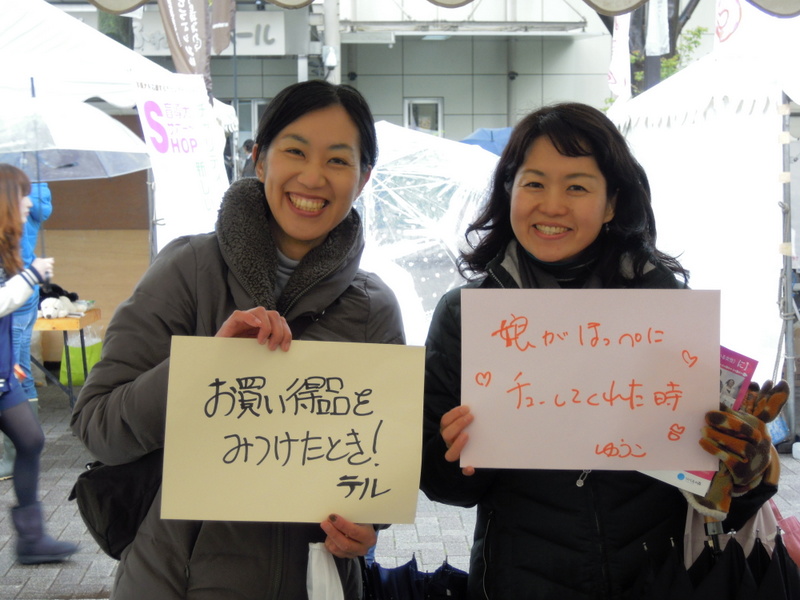 お買い得品を
みつけたとき!
テル
娘がほっぺに
チューしてくれた時
ゆうこ
SHOP